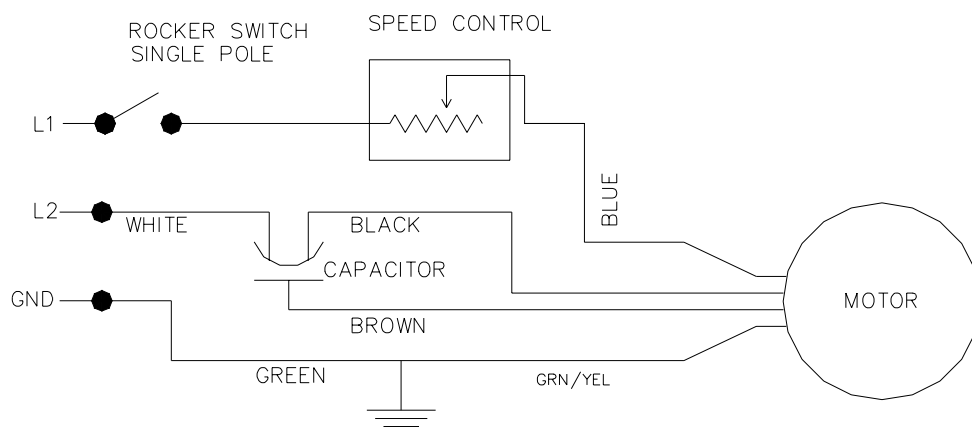 ROCKER SWITCH
SINGLE POLE
SPEED CONTROL
L1
BLUE
L2
WHITE
BLACK
CAPACITOR
GND
MOTOR
BROWN
GREEN
GRN/YEL